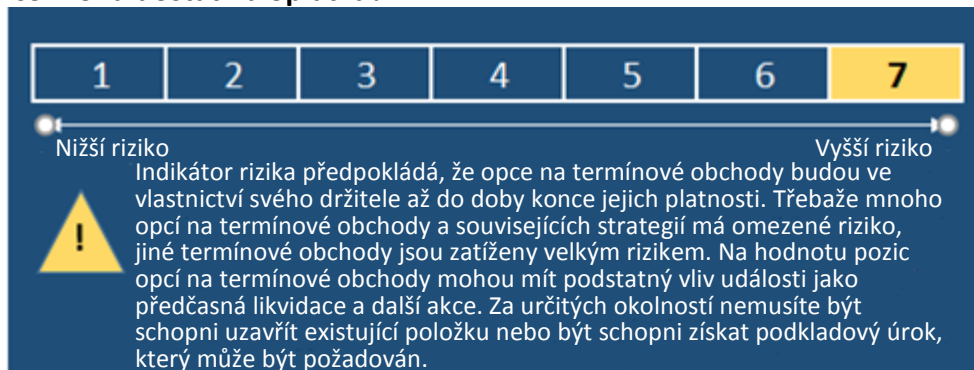 1 2 3 4 5 6 7
Nižší riziko Vyšší riziko
Indikátor rizika předpokládá, že opce na termínové obchody budou ve
vlastnictví svého držitele až do doby konce jejich platnosti. Třebaže mnoho
opcí na termínové obchody a souvisejících strategií má omezené riziko,
! jiné termínové obchody jsou zatíženy velkým rizikem. Na hodnotu pozic
opcí na termínové obchody mohou mít podstatný vliv události jako
předčasná likvidace a další akce. Za určitých okolností nemusíte být
schopni uzavřít existující položku nebo být schopni získat podkladový úrok,
který může být požadován.